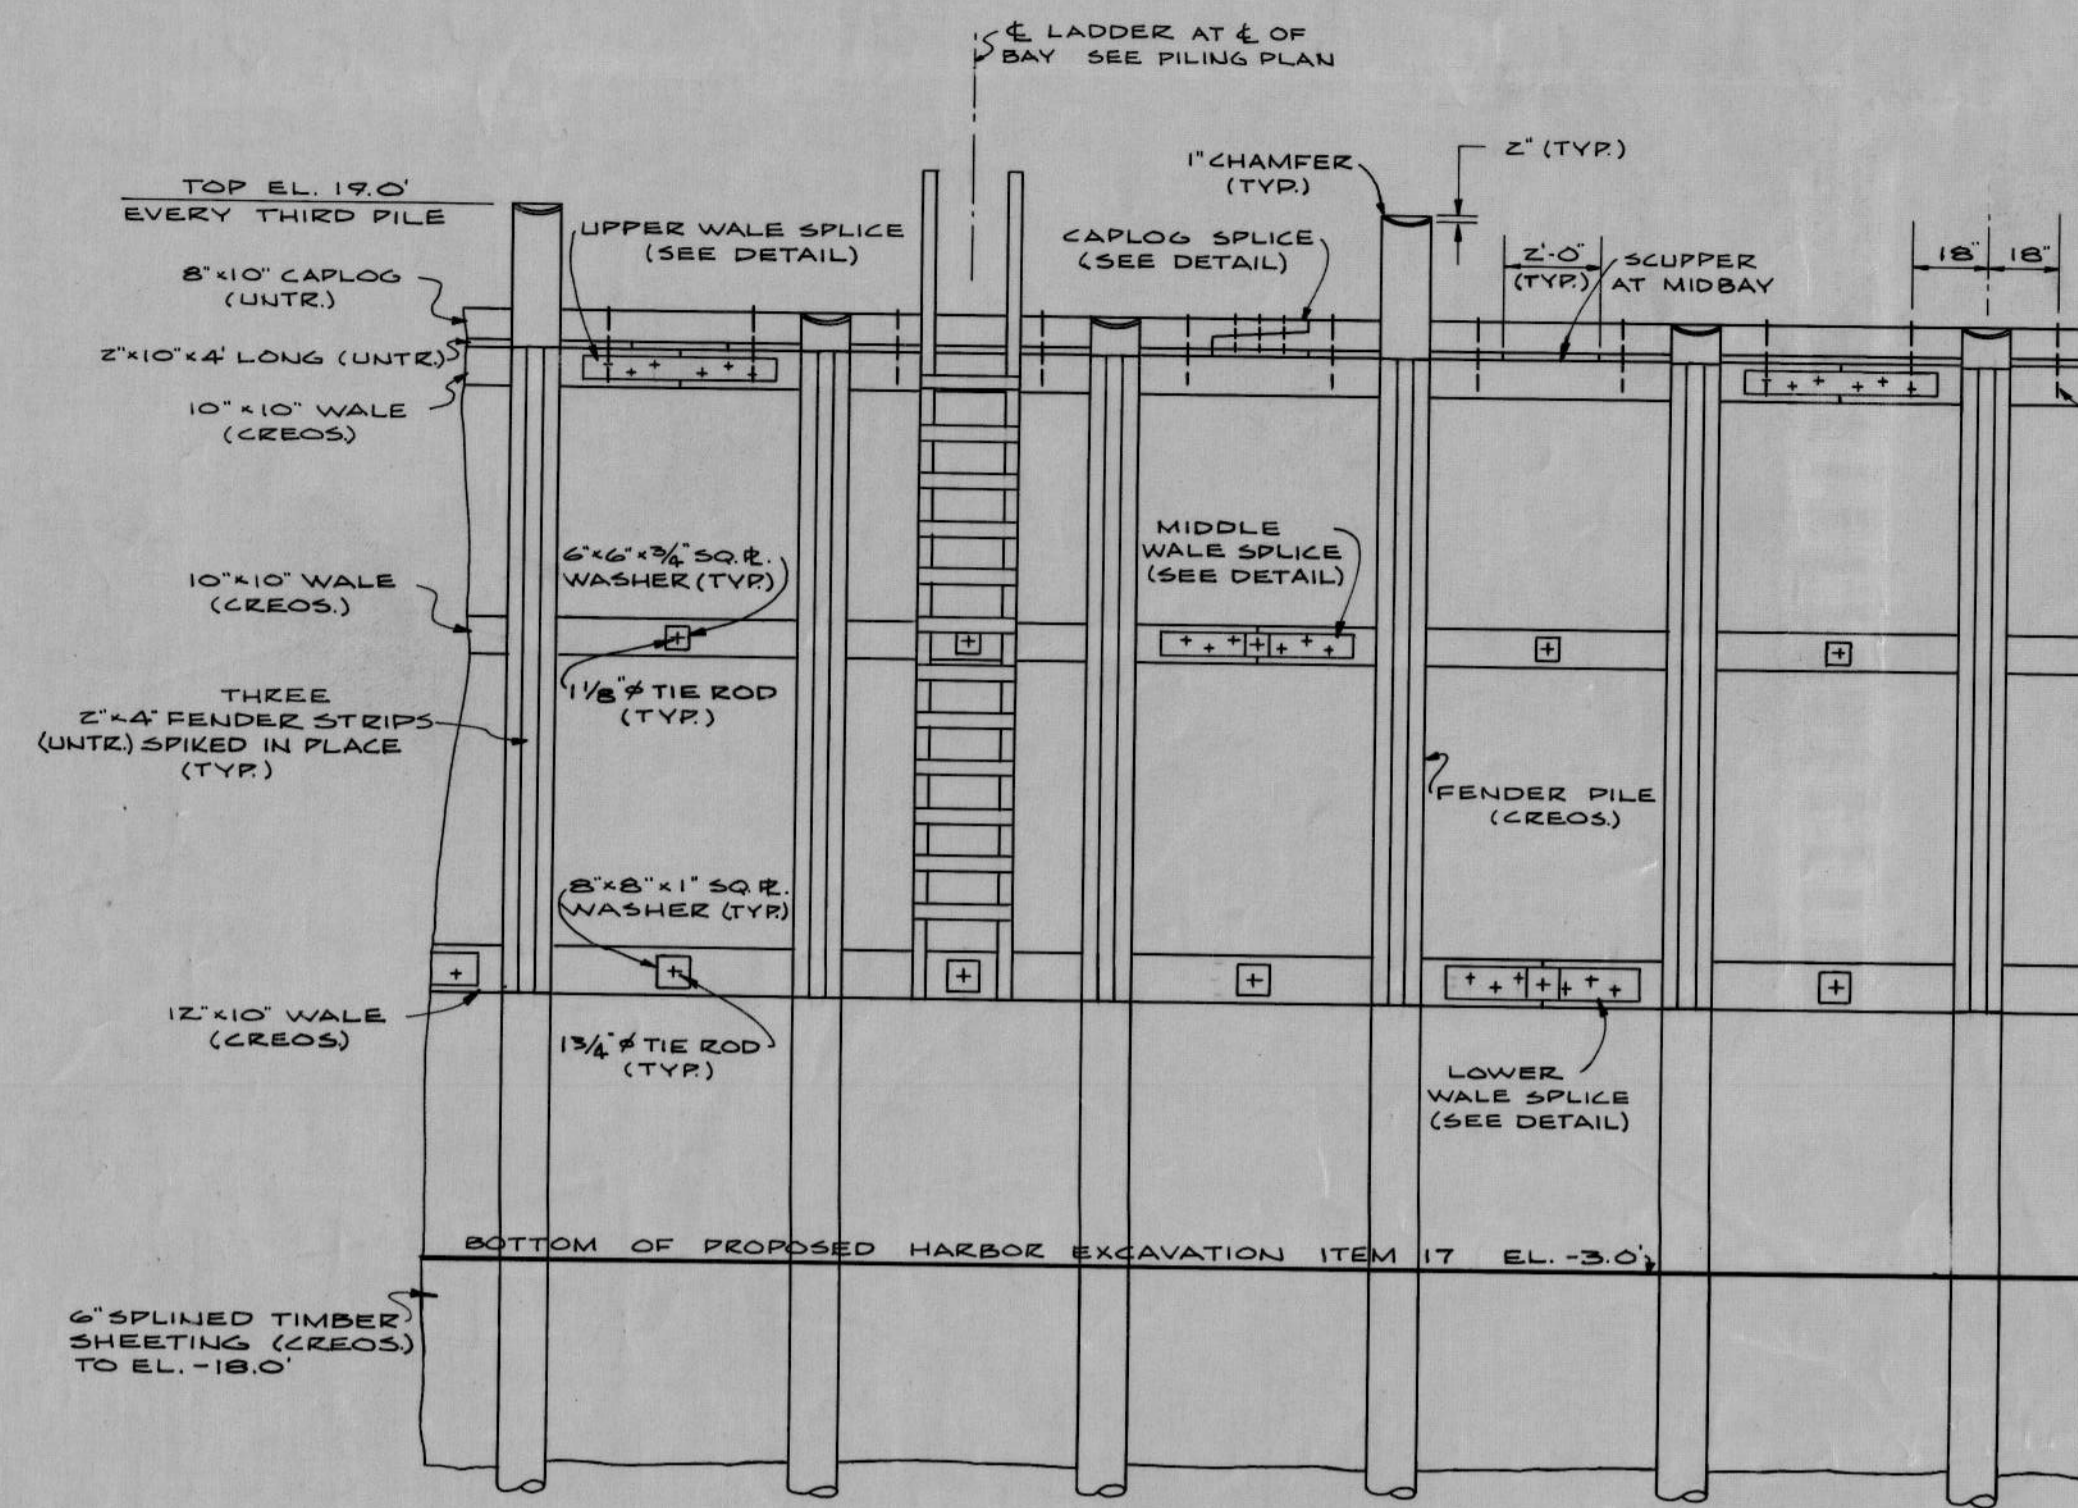 ℄ LADDER AT ℄ OF
BAY SEE PILING PLAN
TOP EL. 19.0'
EVERY THIRD PILE
8"x10" CAPLOG
(UNTR.)
2"x10"x4' LONG (UNTR.)
10"x10" WALE
(CREOS.)
UPPER WALE SPLICE
(SEE DETAIL)
CAPLOG SPLICE
(SEE DETAIL)
1" CHAMFER
(TYP.)
2" (TYP.)
2'-0"
(TYP.)
SCUPPER
AT MIDBAY
18" 18"
10"x10" WALE
(CREOS.)
6"x6"x3/4" SQ. PL.
WASHER (TYP.)
1 1/8" ø TIE ROD
(TYP.)
MIDDLE
WALE SPLICE
(SEE DETAIL)
THREE
2"x4" FENDER STRIPS
(UNTR.) SPIKED IN PLACE
(TYP.)
FENDER PILE
(CREOS.)
8"x8"x1" SQ. PL.
WASHER (TYP.)
12"x10" WALE
(CREOS.)
1 3/4" ø TIE ROD
(TYP.)
LOWER
WALE SPLICE
(SEE DETAIL)
BOTTOM OF PROPOSED HARBOR EXCAVATION ITEM 17 EL. -3.0'
6" SPLINED TIMBER
SHEETING (CREOS.)
TO EL. -18.0'